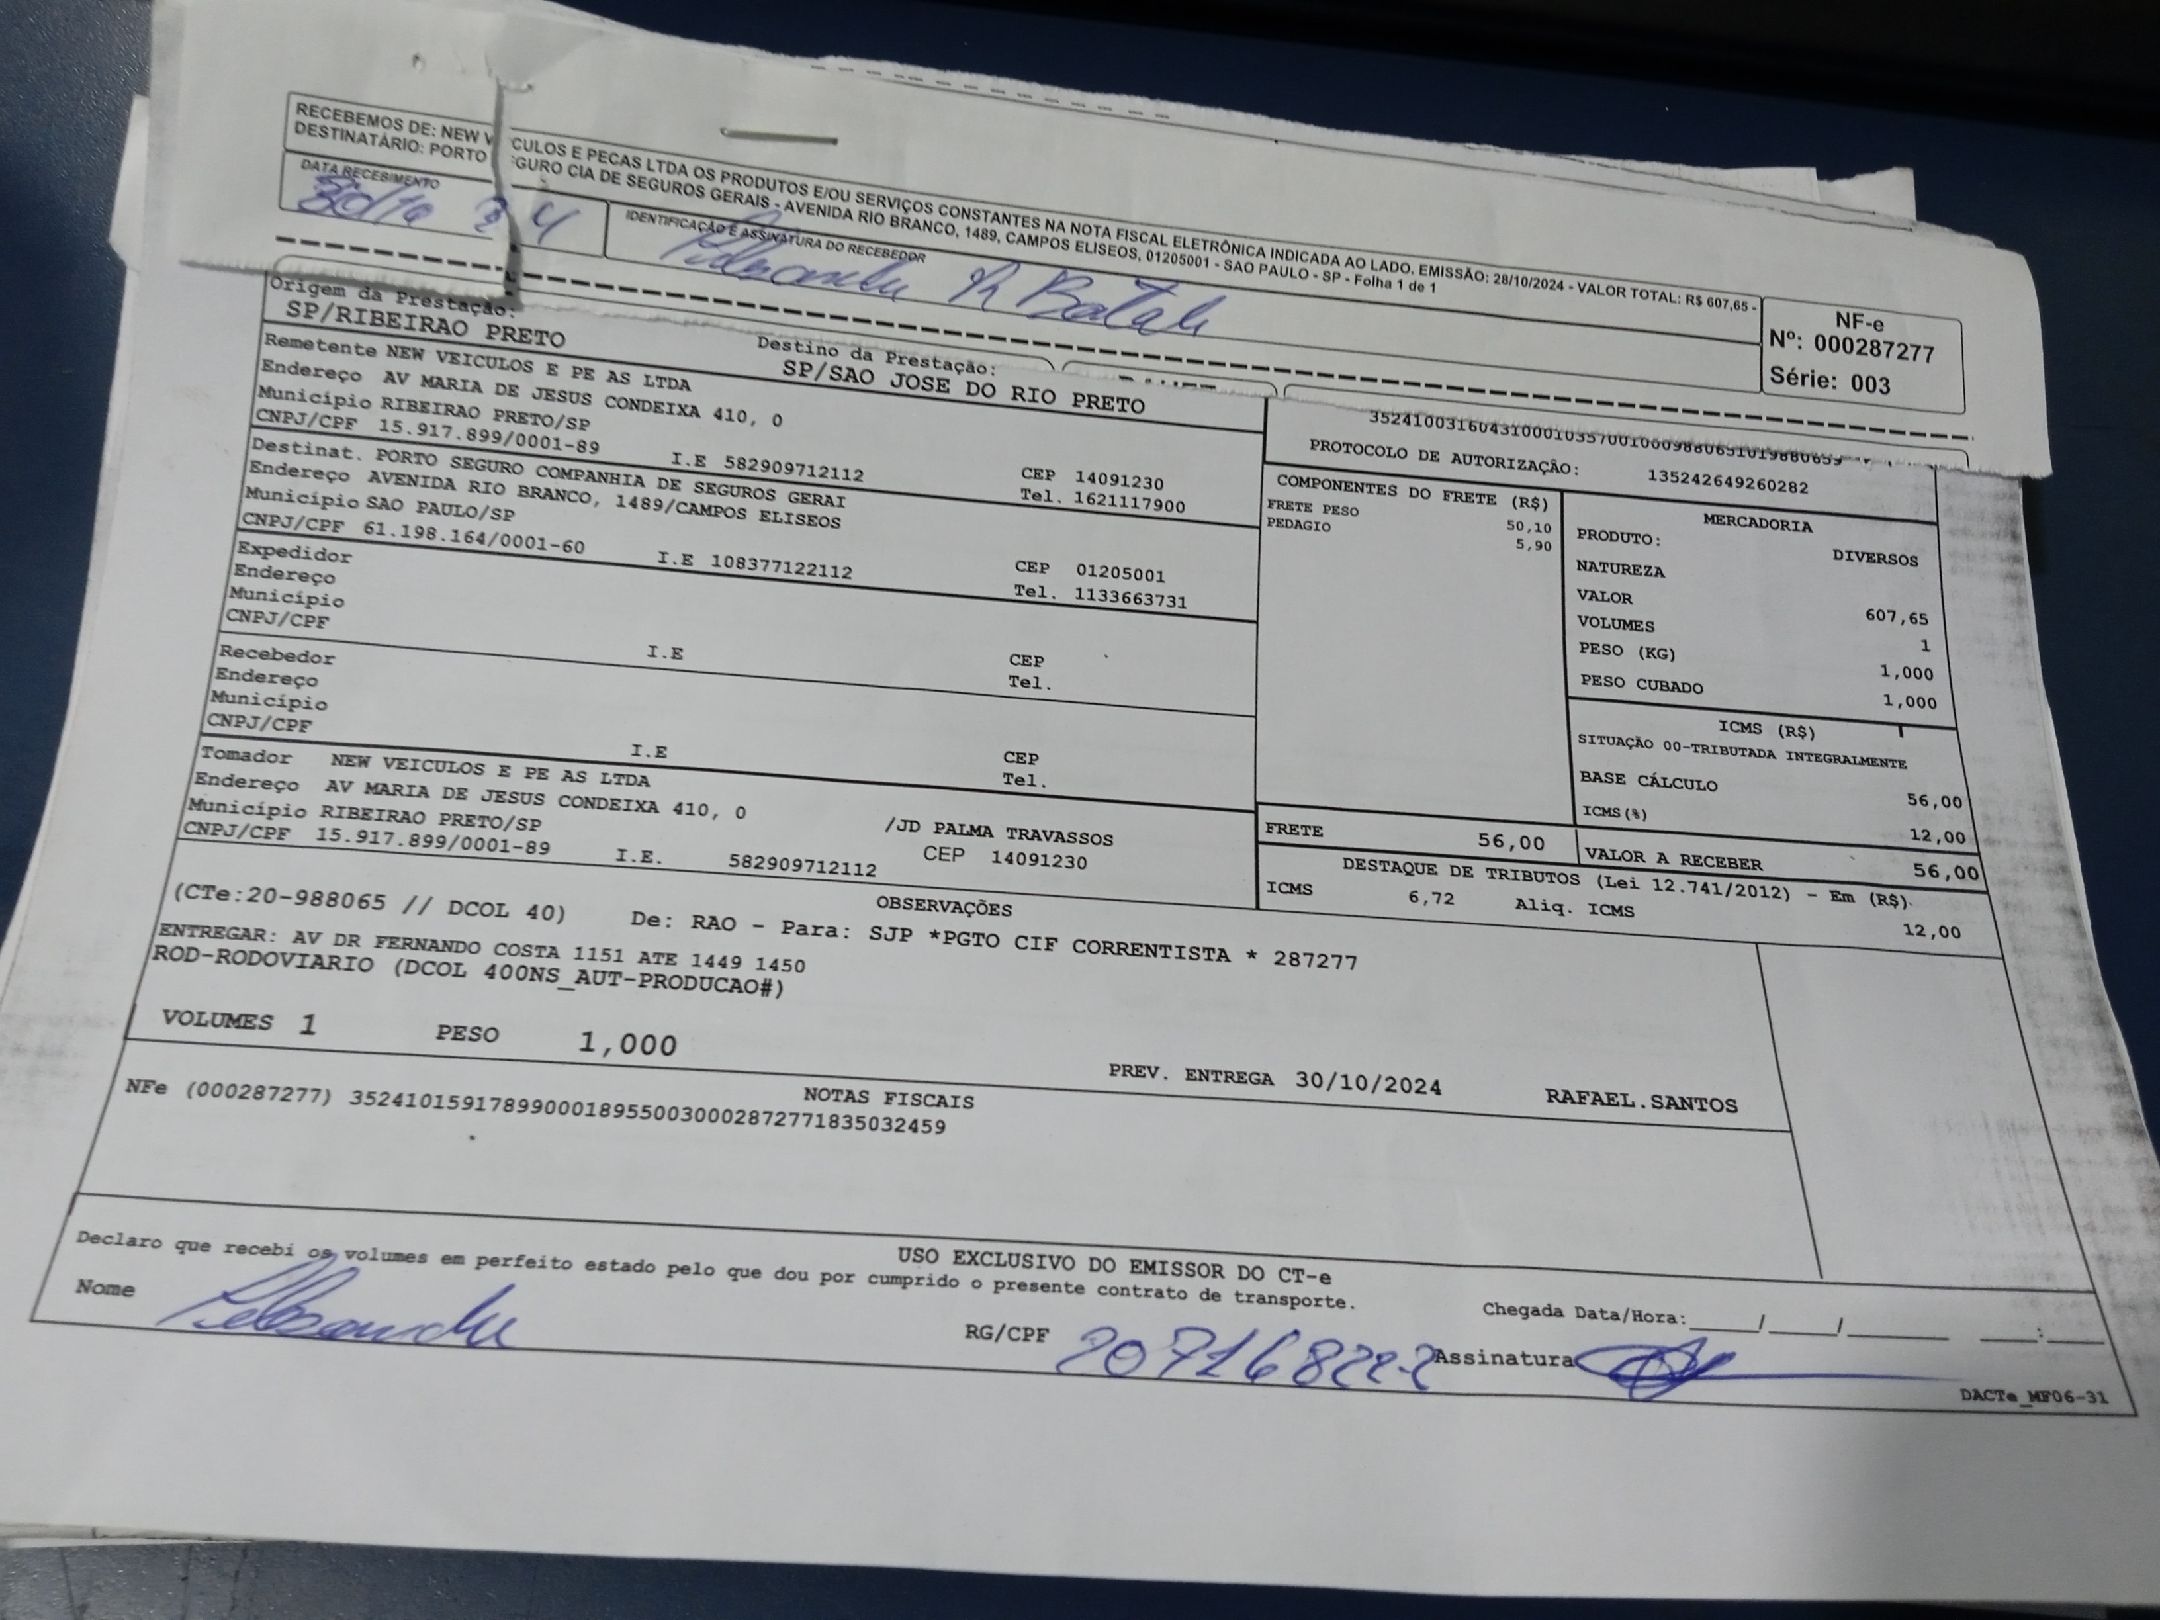 RECEBEMOS DE: NEW V CULOS E PECAS LTDA OS PRODUTOS E/OU SERVIÇOS CONSTANTES NA NOTA FISCAL ELETRÔNICA INDICADA AO LADO. EMISSÃO: 28/10/2024 - VALOR TOTAL: R$ 607,65 -
DESTINATÁRIO: PORTO GURO CIA DE SEGUROS GERAIS - AVENIDA RIO BRANCO, 1489, CAMPOS ELISEOS, 01205001 - SAO PAULO - SP - Folha 1 de 1
DATA RECEBIMENTO
IDENTIFICAÇÃO E ASSINATURA DO RECEBEDOR
NF-e
Nº: 000287277
Série: 003
Origem da Prestação:
SP/RIBEIRAO PRETO
Destino da Prestação:
SP/SAO JOSE DO RIO PRETO
Remetente NEW VEICULOS E PE AS LTDA
Endereço AV MARIA DE JESUS CONDEIXA 410, 0
Município RIBEIRAO PRETO/SP CEP 14091230
CNPJ/CPF 15.917.899/0001-89 I.E 582909712112 Tel. 1621117900
Destinat. PORTO SEGURO COMPANHIA DE SEGUROS GERAI
Endereço AVENIDA RIO BRANCO, 1489/CAMPOS ELISEOS
Município SAO PAULO/SP CEP 01205001
CNPJ/CPF 61.198.164/0001-60 I.E 108377122112 Tel. 1133663731
Expedidor
Endereço
Município CEP
CNPJ/CPF I.E Tel.
Recebedor
Endereço
Município CEP
CNPJ/CPF I.E Tel.
Tomador NEW VEICULOS E PE AS LTDA
Endereço AV MARIA DE JESUS CONDEIXA 410, 0 /JD PALMA TRAVASSOS
Município RIBEIRAO PRETO/SP CEP 14091230
CNPJ/CPF 15.917.899/0001-89 I.E. 582909712112
PROTOCOLO DE AUTORIZAÇÃO: 135242649260282
COMPONENTES DO FRETE (R$)
FRETE PESO 50,10
PEDAGIO 5,90
MERCADORIA
PRODUTO: DIVERSOS
NATUREZA
VALOR 607,65
VOLUMES 1
PESO (KG) 1,000
PESO CUBADO 1,000
ICMS (R$)
SITUAÇÃO 00-TRIBUTADA INTEGRALMENTE
BASE CÁLCULO 56,00
ICMS(%) 12,00
FRETE 56,00 VALOR A RECEBER 56,00
DESTAQUE DE TRIBUTOS (Lei 12.741/2012) - Em (R$).
ICMS 6,72 Aliq. ICMS 12,00
OBSERVAÇÕES
(CTe:20-988065 // DCOL 40) De: RAO - Para: SJP *PGTO CIF CORRENTISTA * 287277
ENTREGAR: AV DR FERNANDO COSTA 1151 ATE 1449 1450
ROD-RODOVIARIO (DCOL 400NS_AUT-PRODUCAO#)
VOLUMES 1 PESO 1,000 PREV. ENTREGA 30/10/2024 RAFAEL.SANTOS
NOTAS FISCAIS
NFe (000287277) 35241015917899000189550030002872771835032459
USO EXCLUSIVO DO EMISSOR DO CT-e
Declaro que recebi os volumes em perfeito estado pelo que dou por cumprido o presente contrato de transporte.
Chegada Data/Hora:____/____/______ ___:___
Nome RG/CPF 20716822-2 Assinatura
DACTe_MF06-31